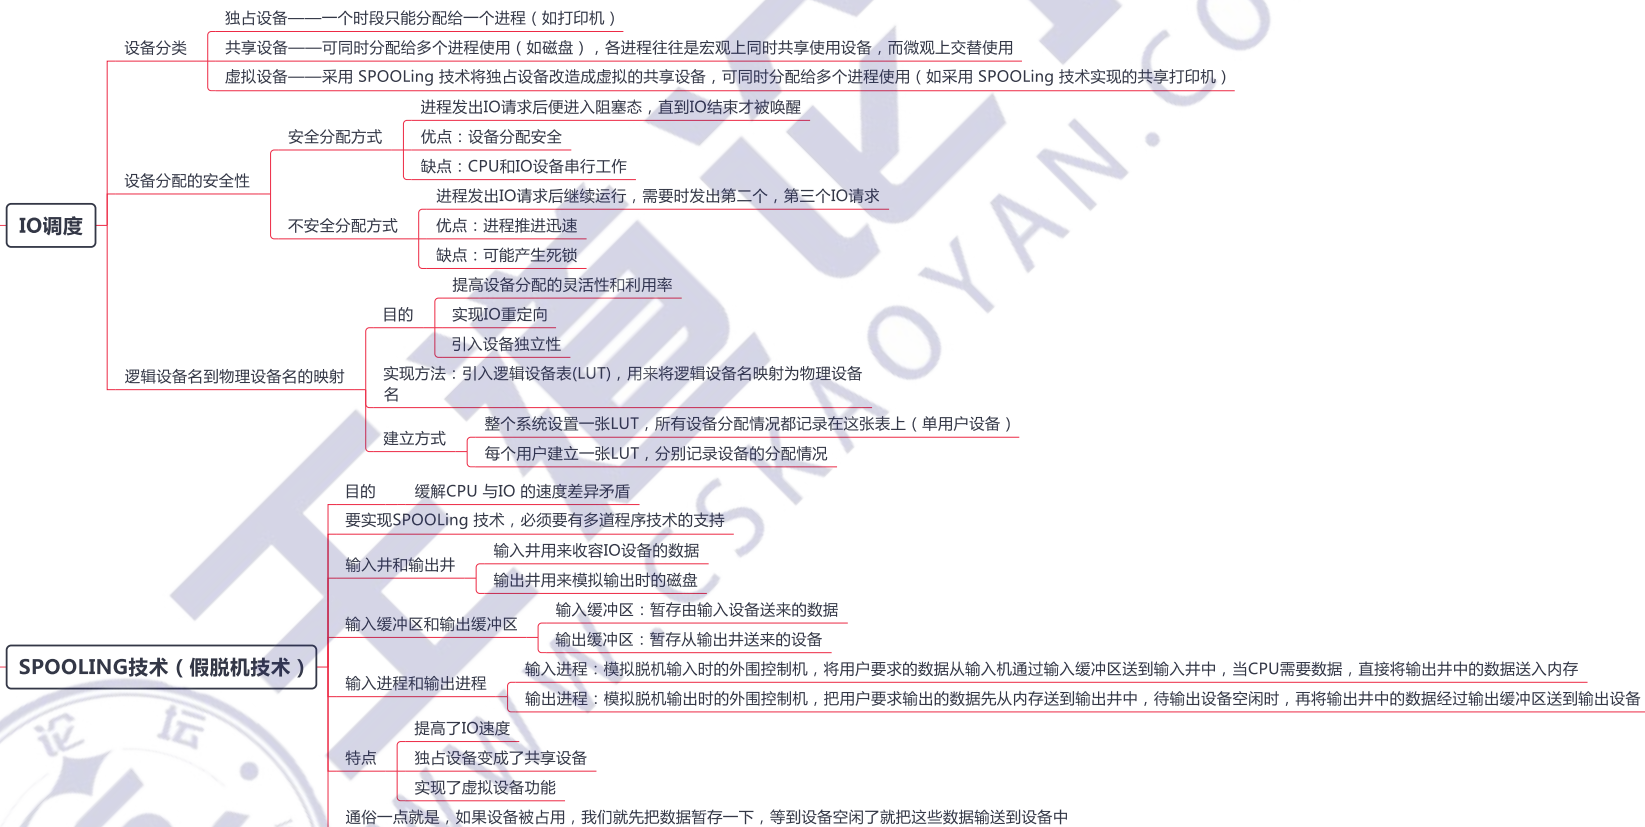 独占设备——一个时段只能分配给一个进程（如打印机）
设备分类
共享设备——可同时分配给多个进程使用（如磁盘），各进程往往是宏观上同时共享使用设备，而微观上交替使用
虚拟设备——采用 SPOOLing 技术将独占设备改造成虚拟的共享设备，可同时分配给多个进程使用（如采用 SPOOLing 技术实现的共享打印机）
进程发出IO请求后便进入阻塞态，直到IO结束才被唤醒
安全分配方式
优点：设备分配安全
缺点：CPU和IO设备串行工作
设备分配的安全性
进程发出IO请求后继续运行，需要时发出第二个，第三个IO请求
不安全分配方式
优点：进程推进迅速
缺点：可能产生死锁
IO调度
提高设备分配的灵活性和利用率
目的
实现IO重定向
引入设备独立性
逻辑设备名到物理设备名的映射
实现方法：引入逻辑设备表(LUT)，用来将逻辑设备名映射为物理设备
名
整个系统设置一张LUT，所有设备分配情况都记录在这张表上（单用户设备）
建立方式
每个用户建立一张LUT，分别记录设备的分配情况
目的
缓解CPU 与IO 的速度差异矛盾
要实现SPOOLing 技术，必须要有多道程序技术的支持
输入井用来收容IO设备的数据
输入井和输出井
输出井用来模拟输出时的磁盘
输入缓冲区：暂存由输入设备送来的数据
输入缓冲区和输出缓冲区
输出缓冲区：暂存从输出井送来的设备
SPOOLING技术（假脱机技术）
输入进程：模拟脱机输入时的外围控制机，将用户要求的数据从输入机通过输入缓冲区送到输入井中，当CPU需要数据，直接将输出井中的数据送入内存
输入进程和输出进程
输出进程：模拟脱机输出时的外围控制机，把用户要求输出的数据先从内存送到输出井中，待输出设备空闲时，再将输出井中的数据经过输出缓冲区送到输出设备
提高了IO速度
特点
独占设备变成了共享设备
实现了虚拟设备功能
通俗一点就是，如果设备被占用，我们就先把数据暂存一下，等到设备空闲了就把这些数据输送到设备中
王道论
WWW.CSKAOYAN.CO
论坛